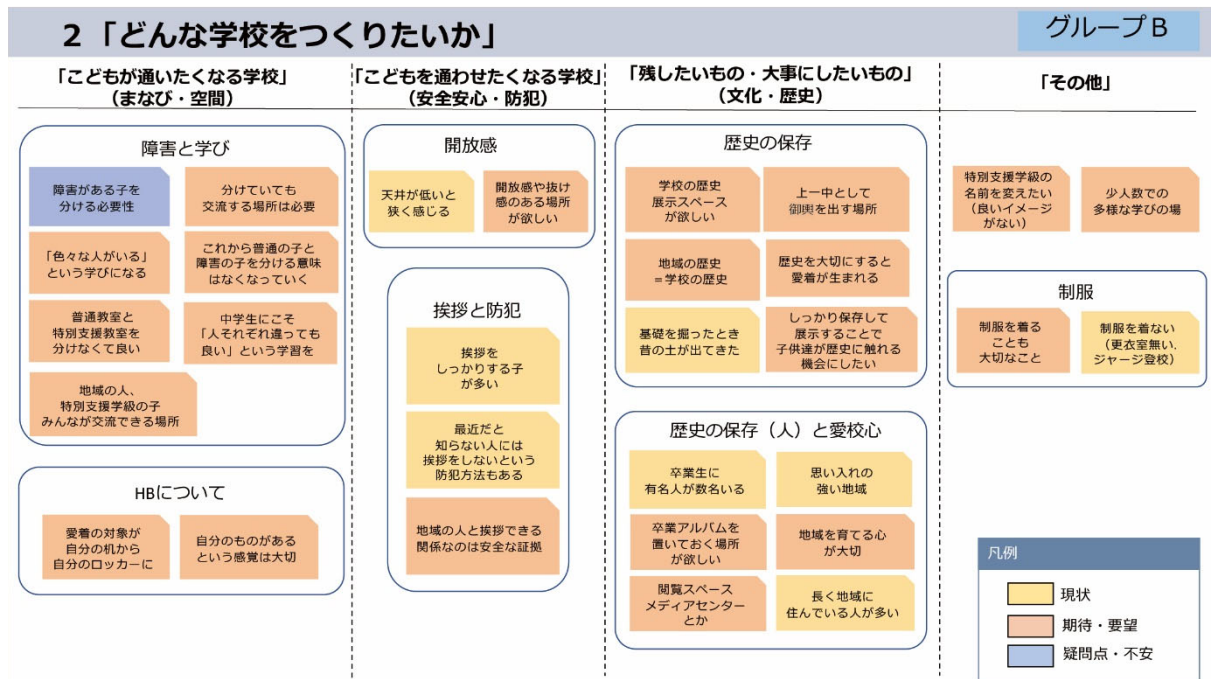 2「どんな学校をつくりたいか」
グループB
「こどもが通いたくなる学校」
(まなび・空間)
障害と学び
障害がある子を
分ける必要性
分けていても
交流する場所は必要
「色々な人がいる」
という学びになる
これから普通の子と
障害の子を分ける意味
はなくなっていく
普通教室と
特別支援教室を
分けなくて良い
中学生にこそ
「人それぞれ違っても
良い」という学習を
地域の人、
特別支援学級の子
みんなが交流できる場所
HBについて
愛着の対象が
自分の机から
自分のロッカーに
自分のものがある
という感覚は大切
「こどもを通わせたくなる学校」
(安全安心・防犯)
開放感
天井が低いと
狭く感じる
開放感や抜け
感のある場所
が欲しい
挨拶と防犯
挨拶を
しっかりする子
が多い
最近だと
知らない人には
挨拶をしないという
防犯方法もある
地域の人と挨拶できる
関係なのは安全な証拠
「残したいもの・大事にしたいもの」
(文化・歴史)
歴史の保存
学校の歴史
展示スペース
が欲しい
上一中として
御輿を出す場所
地域の歴史
=学校の歴史
歴史を大切にすると
愛着が生まれる
基礎を掘ったとき
昔の土が出てきた
しっかり保存して
展示することで
子供達が歴史に触れる
機会にしたい
歴史の保存(人)と愛校心
卒業生に
有名人が数名いる
思い入れの
強い地域
卒業アルバムを
置いておく場所
が欲しい
地域を育てる心
が大切
閲覧スペース
メディアセンター
とか
長く地域に
住んでいる人が多い
「その他」
特別支援学級の
名前を変えたい
(良いイメージ
がない)
少人数での
多様な学びの場
制服
制服を着る
ことも
大切なこと
制服を着ない
(更衣室無い、
ジャージ登校)
凡例
現状
期待・要望
疑問点・不安